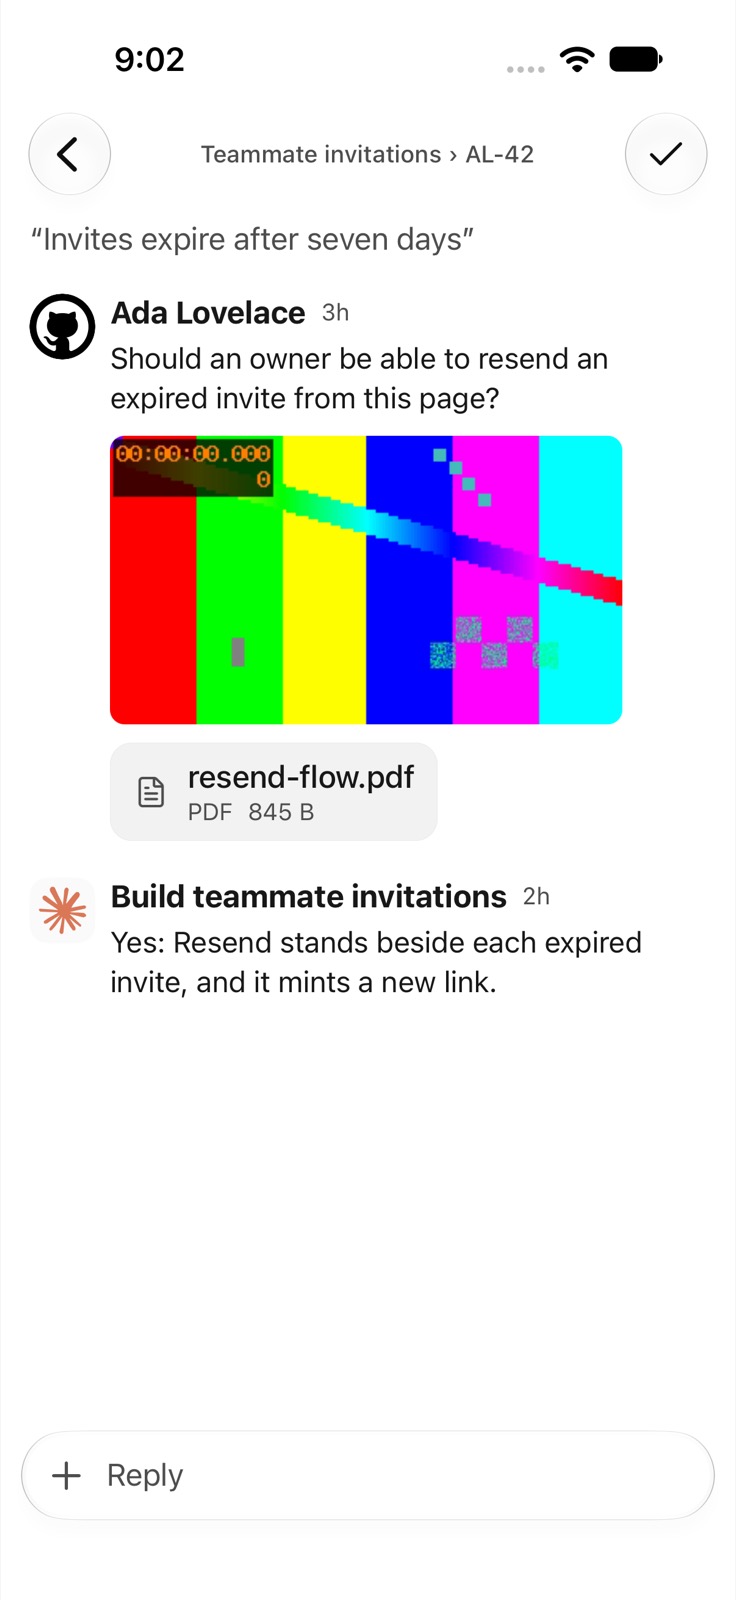 9:02
Teammate invitations › AL-42
“Invites expire after seven days”
Ada Lovelace 3h
Should an owner be able to resend an
expired invite from this page?
00:00:00.000
0
resend-flow.pdf
PDF 845 B
Build teammate invitations 2h
Yes: Resend stands beside each expired
invite, and it mints a new link.
Reply